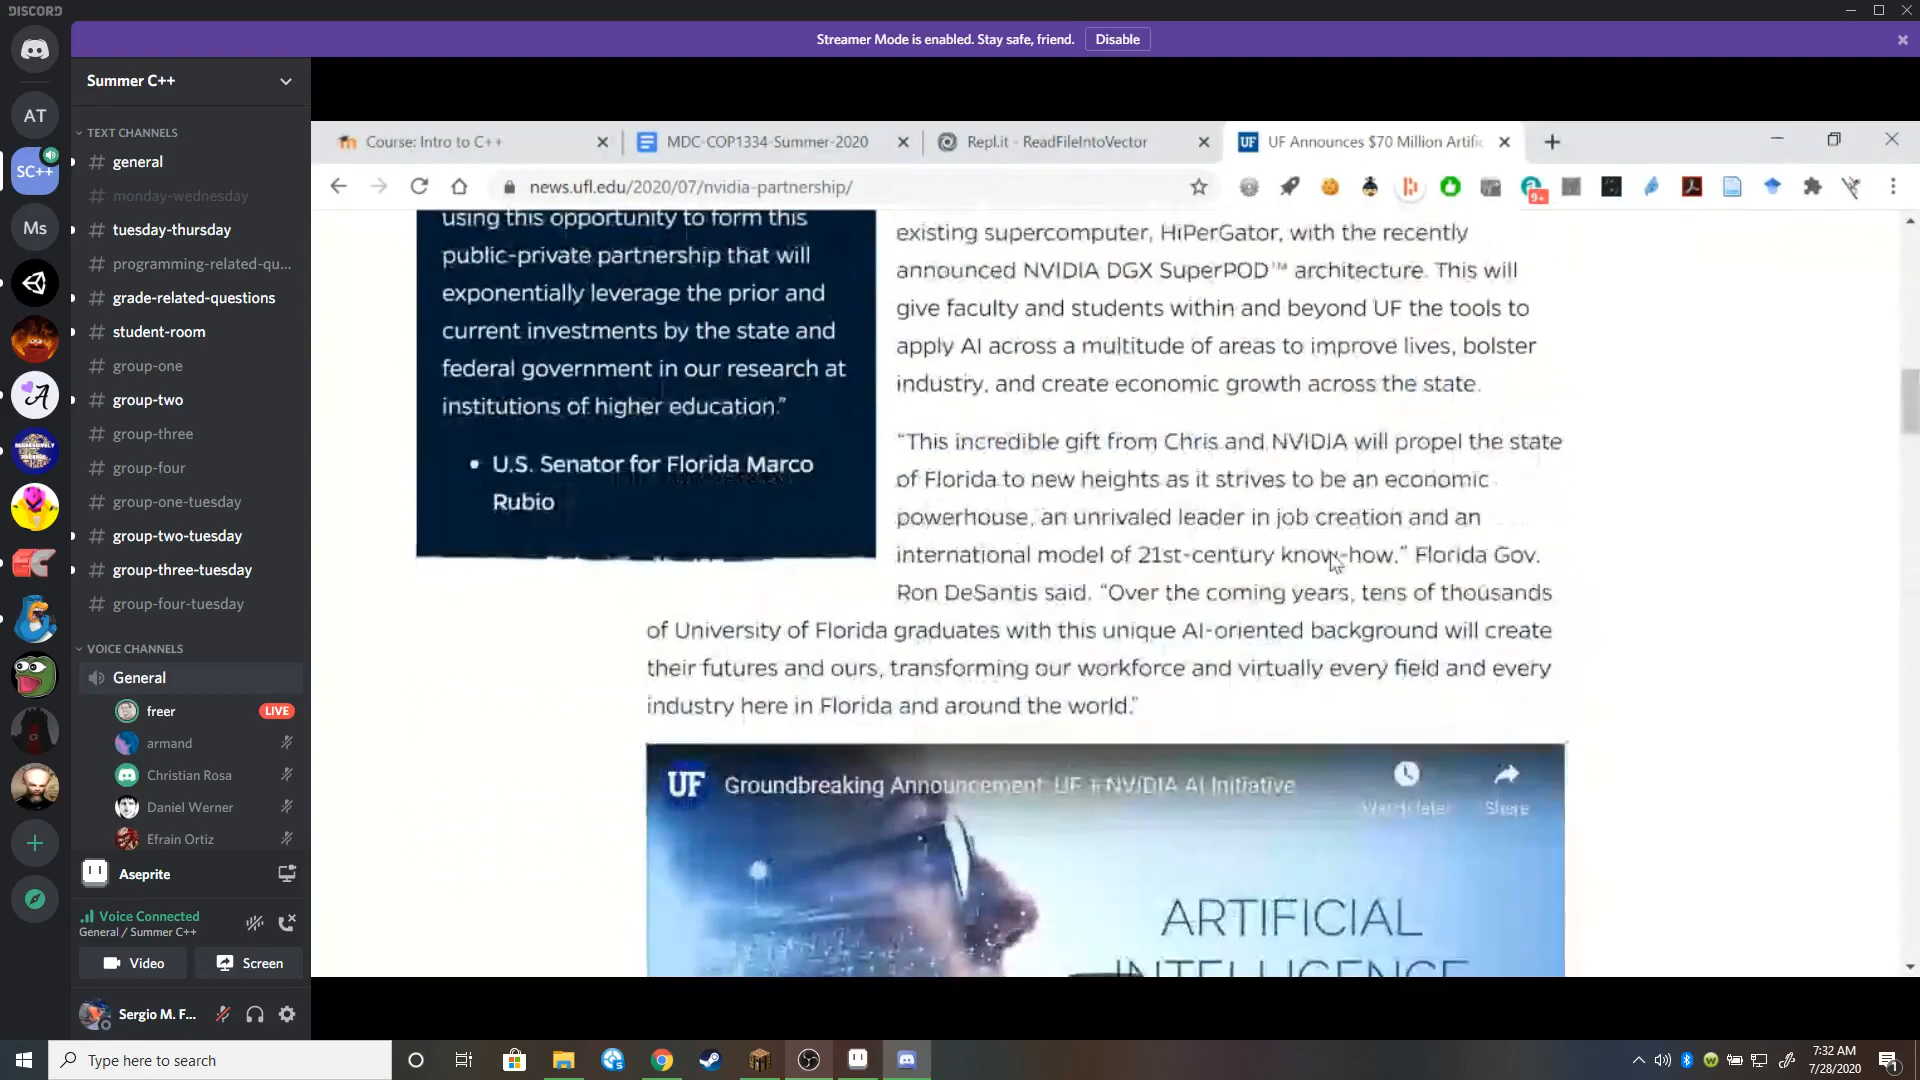 DISCORD
Streamer Mode is enabled. Stay safe, friend. Disable
Summer C++
AT
SC++
Ms
TEXT CHANNELS
# general
# monday-wednesday
# tuesday-thursday
# programming-related-qu...
# grade-related-questions
# student-room
# group-one
# group-two
# group-three
# group-four
# group-one-tuesday
# group-two-tuesday
# group-three-tuesday
# group-four-tuesday
VOICE CHANNELS
General
freer LIVE
armand
Christian Rosa
Daniel Werner
Efrain Ortiz
Aseprite
Voice Connected
General / Summer C++
Video Screen
Sergio M. F...
Course: Intro to C++
MDC-COP1334-Summer-2020
Repl.it - ReadFileIntoVector
UF UF Announces $70 Million Artific
news.ufl.edu/2020/07/nvidia-partnership/
9+
using this opportunity to form this
public-private partnership that will
exponentially leverage the prior and
current investments by the state and
federal government in our research at
institutions of higher education.”
• U.S. Senator for Florida Marco
Rubio
existing supercomputer, HiPerGator, with the recently
announced NVIDIA DGX SuperPOD™ architecture. This will
give faculty and students within and beyond UF the tools to
apply AI across a multitude of areas to improve lives, bolster
industry, and create economic growth across the state.
“This incredible gift from Chris and NVIDIA will propel the state
of Florida to new heights as it strives to be an economic
powerhouse, an unrivaled leader in job creation and an
international model of 21st-century know-how,” Florida Gov.
Ron DeSantis said. “Over the coming years, tens of thousands
of University of Florida graduates with this unique AI-oriented background will create
their futures and ours, transforming our workforce and virtually every field and every
industry here in Florida and around the world.”
UF Groundbreaking Announcement: UF + NVIDIA AI Initiative
Watch later Share
ARTIFICIAL
INTELLIGENCE
Type here to search
7:32 AM
7/28/2020
1